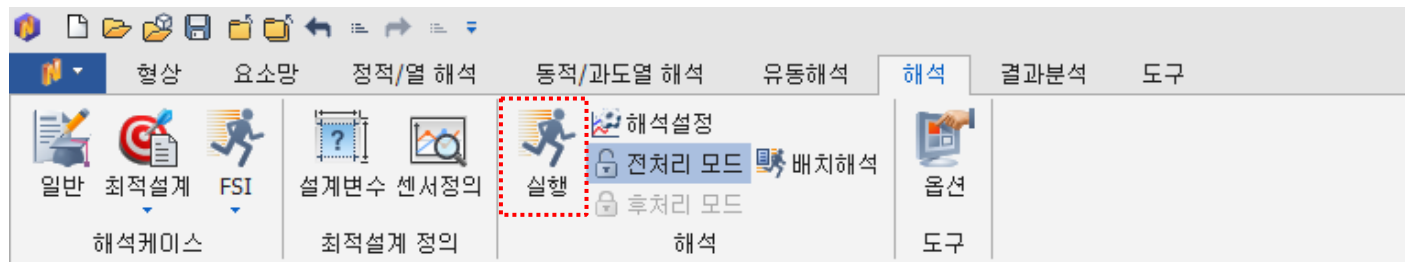 형상 요소망 정적/열 해석 동적/과도열 해석 유동해석 해석 결과분석 도구
일반 최적설계 FSI
해석케이스
?
설계변수 센서정의
최적설계 정의
실행
해석설정
전처리 모드
후처리 모드
배치해석
해석
옵션
도구